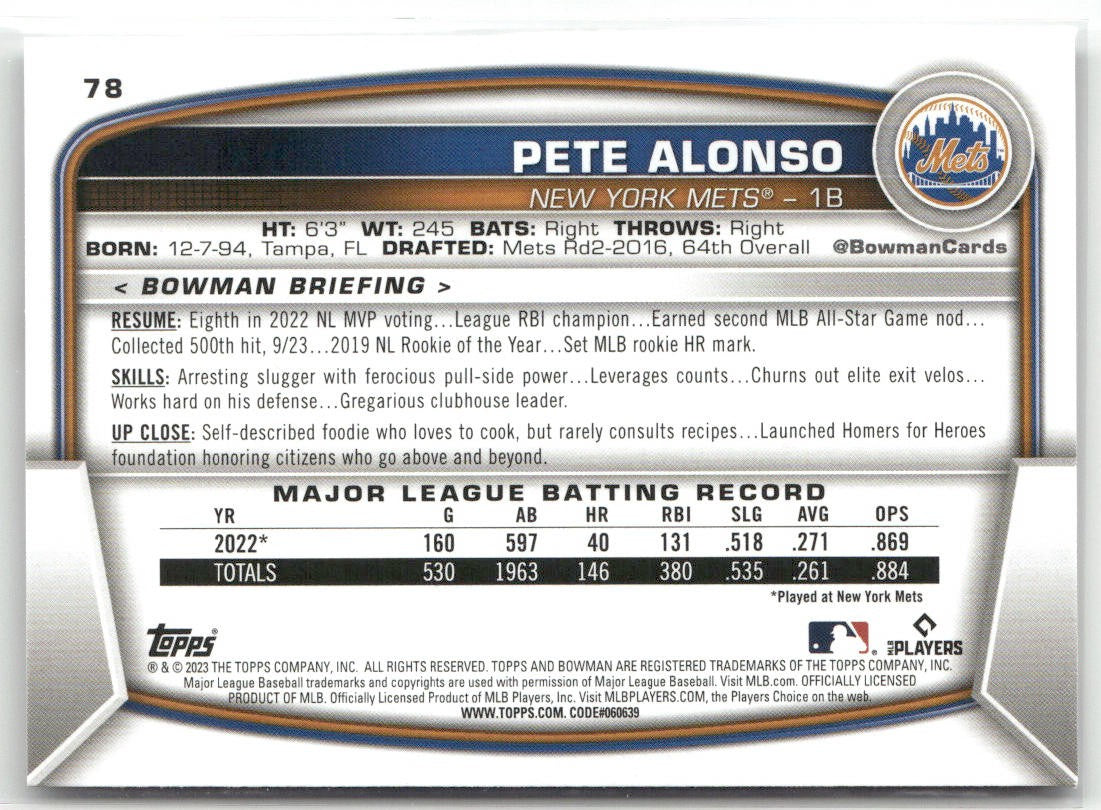 78
PETE ALONSO
Mets
NEW YORK METS® – 1B
HT: 6'3" WT: 245 BATS: Right THROWS: Right
BORN: 12-7-94, Tampa, FL DRAFTED: Mets Rd2-2016, 64th Overall @BowmanCards
< BOWMAN BRIEFING >
RESUME: Eighth in 2022 NL MVP voting...League RBI champion...Earned second MLB All-Star Game nod...
Collected 500th hit, 9/23...2019 NL Rookie of the Year...Set MLB rookie HR mark.
SKILLS: Arresting slugger with ferocious pull-side power...Leverages counts...Churns out elite exit velos...
Works hard on his defense...Gregarious clubhouse leader.
UP CLOSE: Self-described foodie who loves to cook, but rarely consults recipes...Launched Homers for Heroes
foundation honoring citizens who go above and beyond.
MAJOR LEAGUE BATTING RECORD
YR G AB HR RBI SLG AVG OPS
2022* 160 597 40 131 .518 .271 .869
TOTALS 530 1963 146 380 .535 .261 .884
*Played at New York Mets
Topps® MLB PLAYERS
® & © 2023 THE TOPPS COMPANY, INC. ALL RIGHTS RESERVED. TOPPS AND BOWMAN ARE REGISTERED TRADEMARKS OF THE TOPPS COMPANY, INC.
Major League Baseball trademarks and copyrights are used with permission of Major League Baseball. Visit MLB.com. OFFICIALLY LICENSED
PRODUCT OF MLB. Officially Licensed Product of MLB Players, Inc. Visit MLBPLAYERS.COM, the Players Choice on the web.
WWW.TOPPS.COM. CODE#060639